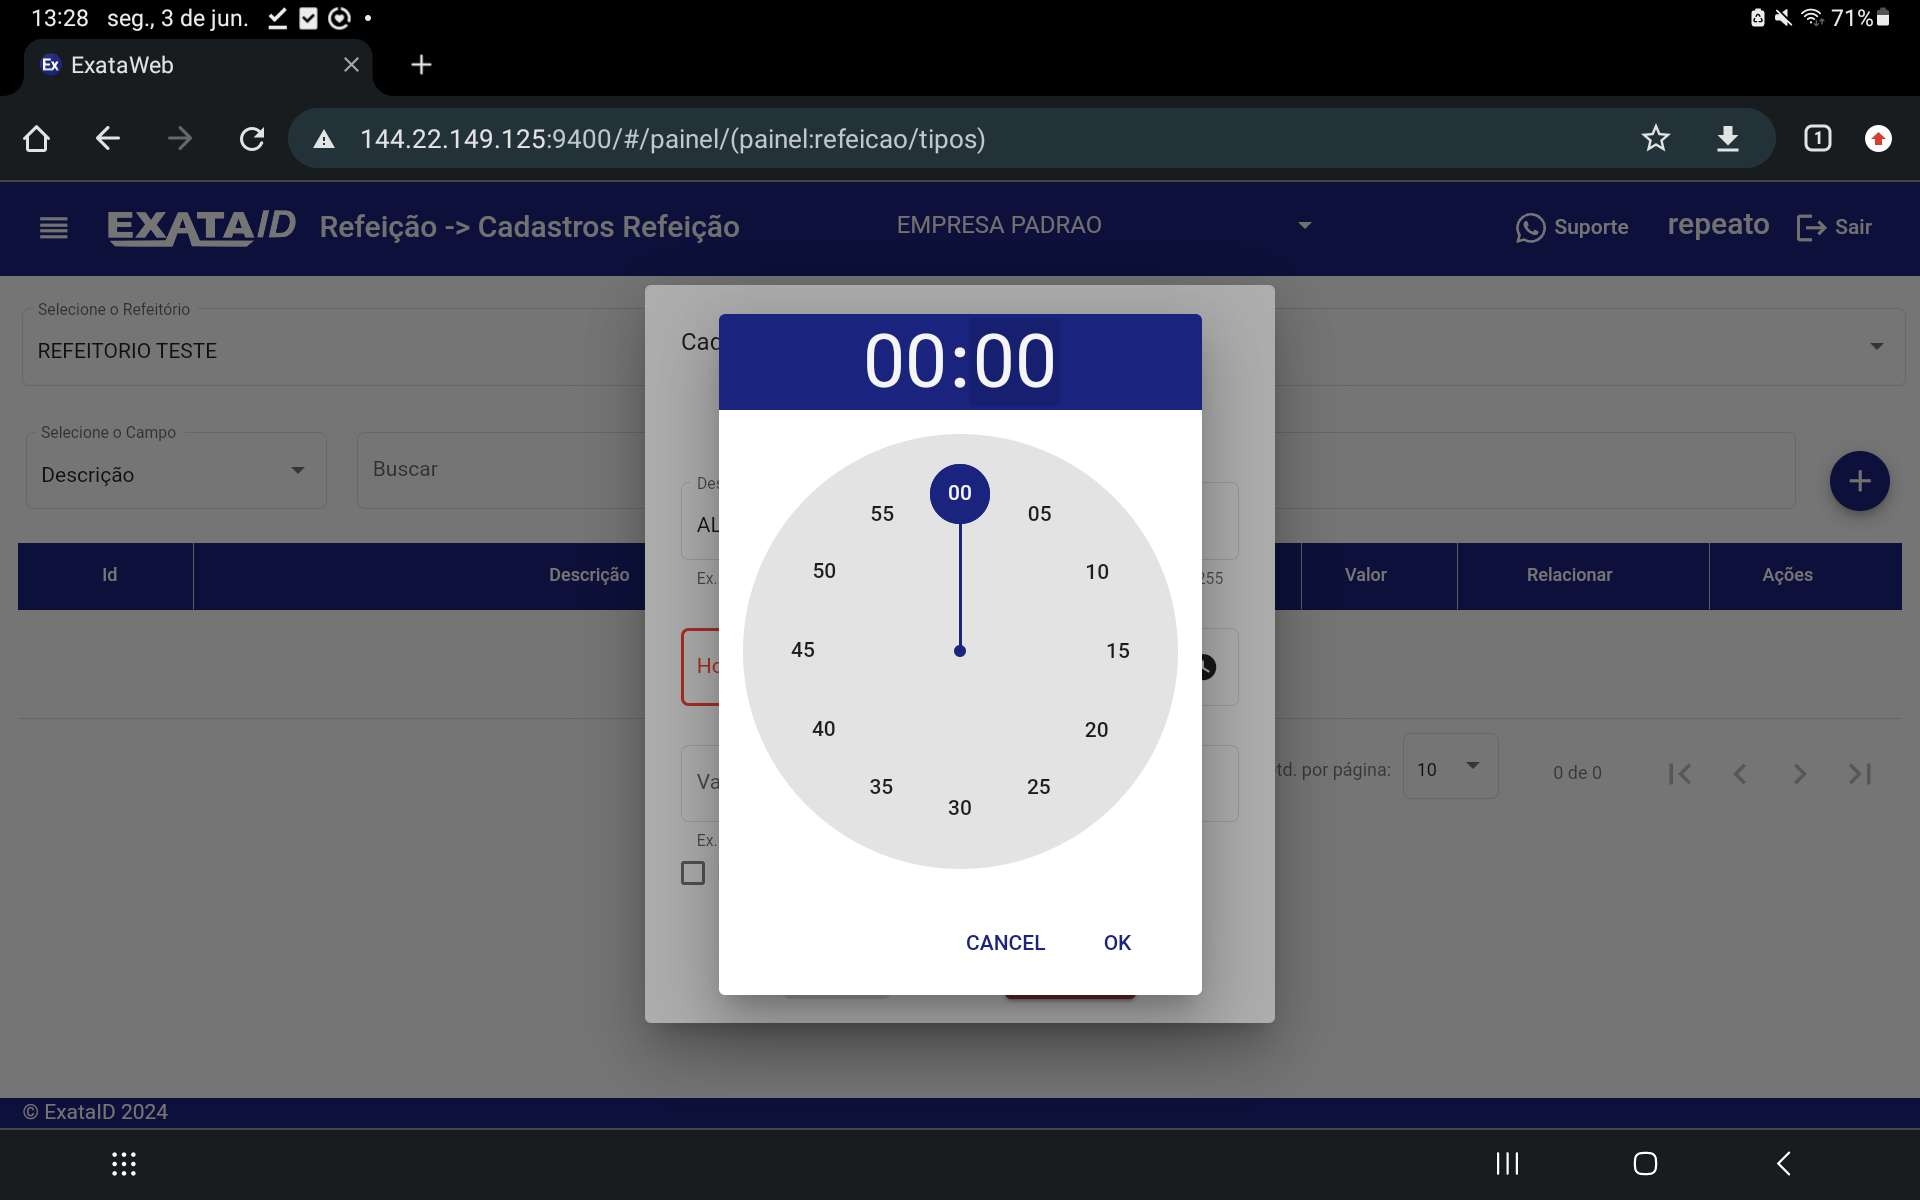 13:28 seg., 3 de jun. 71%
ExataWeb
144.22.149.125:9400/#/painel/(painel:refeicao/tipos)
1
EXATA/D Refeição -> Cadastros Refeição EMPRESA PADRAO Suporte repeato Sair
Selecione o Refeitório
REFEITORIO TESTE
Cad
00:00
Selecione o Campo
Descrição
Buscar
Des
AL
Ex.
255
Id Descrição Valor Relacionar Ações
00
05
10
15
20
25
30
35
40
45
50
55
Ho
Va
Ex.
td. por página: 10 0 de 0
CANCEL OK
© ExataID 2024